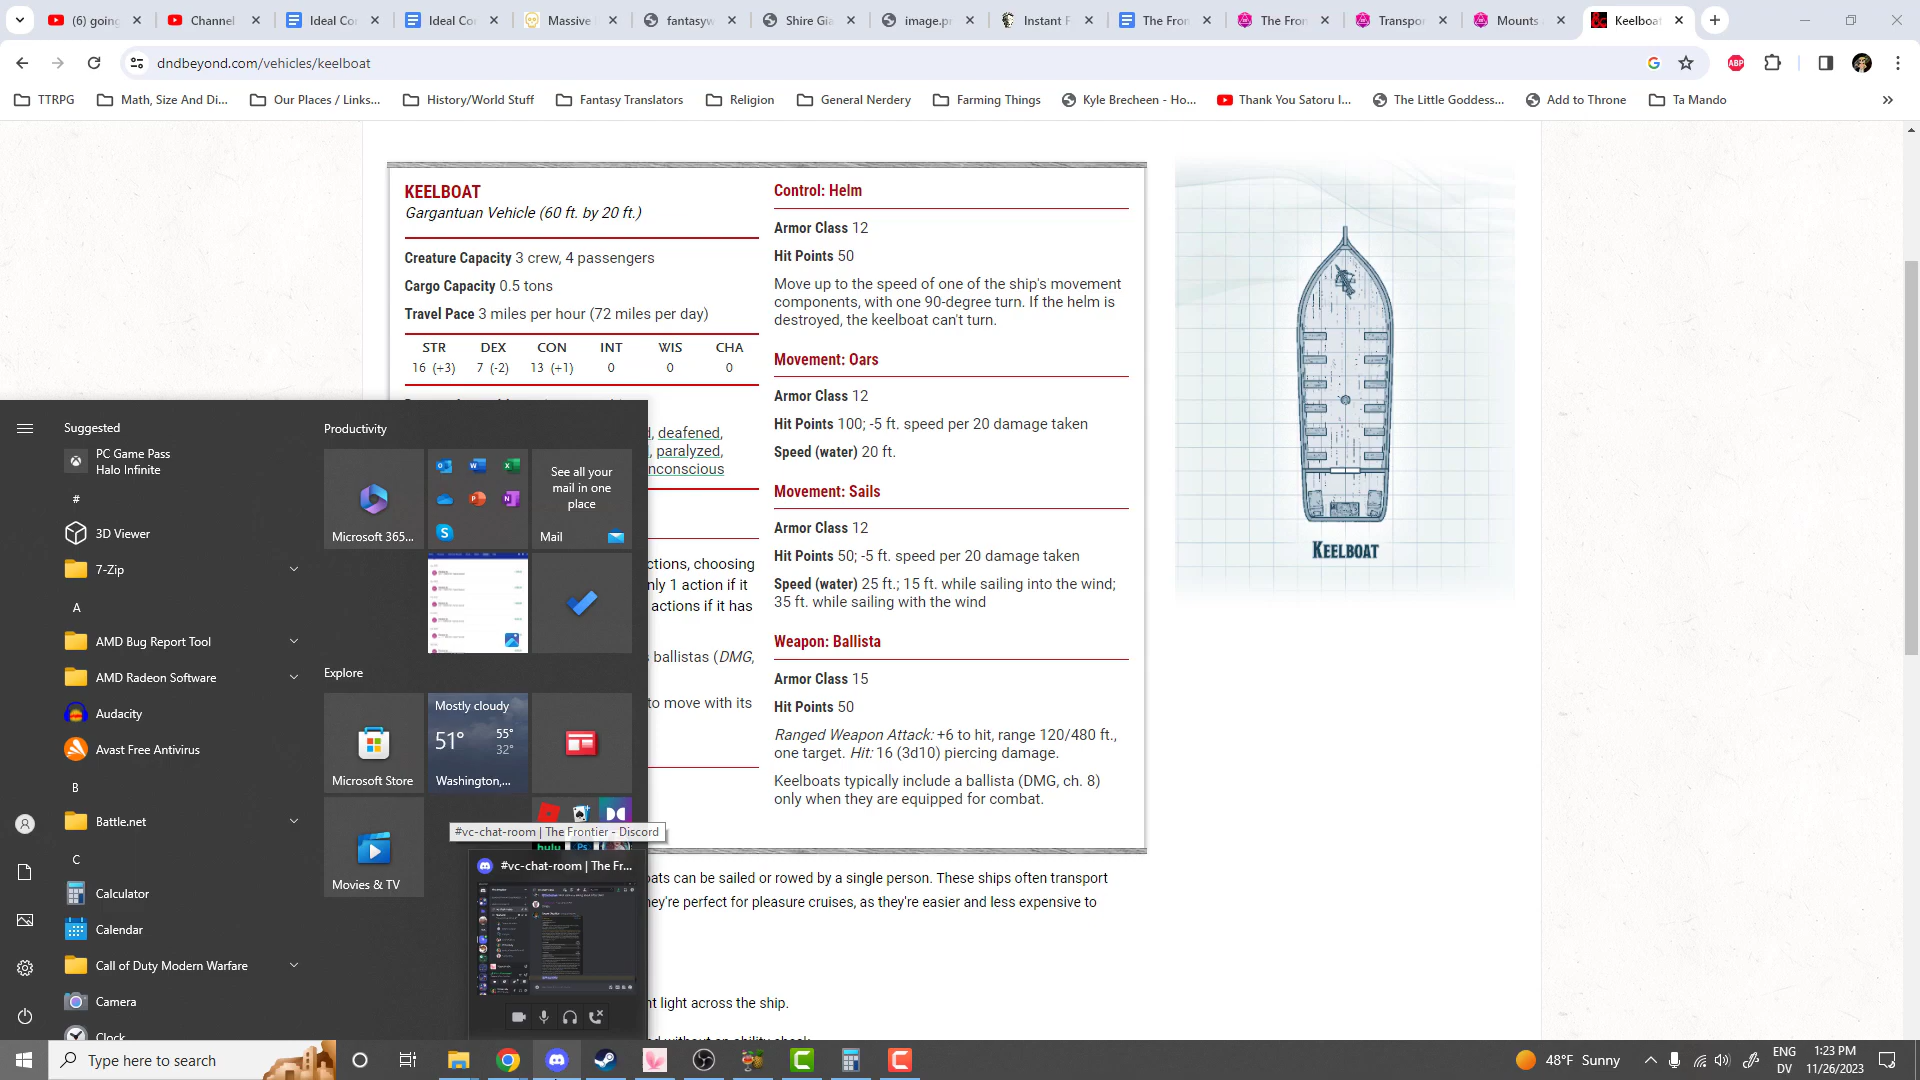 (6) going
Channel
Ideal Co
Ideal Co
Massive
fantasyw
Shire Gia
image.p
Instant F
The Fron
The Fron
Transpor
Mounts
Keelboat
dndbeyond.com/vehicles/keelboat
TTRPG
Math, Size And Di...
Our Places / Links...
History/World Stuff
Fantasy Translators
Religion
General Nerdery
Farming Things
Kyle Brecheen - Ho...
Thank You Satoru I...
The Little Goddess...
Add to Throne
Ta Mando
KEELBOAT
Gargantuan Vehicle (60 ft. by 20 ft.)
Creature Capacity 3 crew, 4 passengers
Cargo Capacity 0.5 tons
Travel Pace 3 miles per hour (72 miles per day)
STR DEX CON INT WIS CHA
16 (+3) 7 (-2) 13 (+1) 0 0 0
d, deafened,
, paralyzed,
nconscious
ctions, choosing
nly 1 action if it
actions if it has
s ballistas (DMG,
to move with its
Control: Helm
Armor Class 12
Hit Points 50
Move up to the speed of one of the ship's movement
components, with one 90-degree turn. If the helm is
destroyed, the keelboat can't turn.
Movement: Oars
Armor Class 12
Hit Points 100; -5 ft. speed per 20 damage taken
Speed (water) 20 ft.
Movement: Sails
Armor Class 12
Hit Points 50; -5 ft. speed per 20 damage taken
Speed (water) 25 ft.; 15 ft. while sailing into the wind;
35 ft. while sailing with the wind
Weapon: Ballista
Armor Class 15
Hit Points 50
Ranged Weapon Attack: +6 to hit, range 120/480 ft.,
one target. Hit: 16 (3d10) piercing damage.
Keelboats typically include a ballista (DMG, ch. 8)
only when they are equipped for combat.
KEELBOAT
oats can be sailed or rowed by a single person. These ships often transport
hey're perfect for pleasure cruises, as they're easier and less expensive to
nt light across the ship.
Suggested
PC Game Pass
Halo Infinite
#
3D Viewer
7-Zip
A
AMD Bug Report Tool
AMD Radeon Software
Audacity
Avast Free Antivirus
B
Battle.net
C
Calculator
Calendar
Call of Duty Modern Warfare
Camera
Clock
Productivity
Microsoft 365...
See all your
mail in one
place
Mail
Explore
Microsoft Store
Mostly cloudy
51° 55°
32°
Washington,...
Movies & TV
hulu
Ps
#vc-chat-room | The Frontier - Discord
#vc-chat-room | The Fr...
Type here to search
48°F Sunny
ENG
DV
1:23 PM
11/26/2023